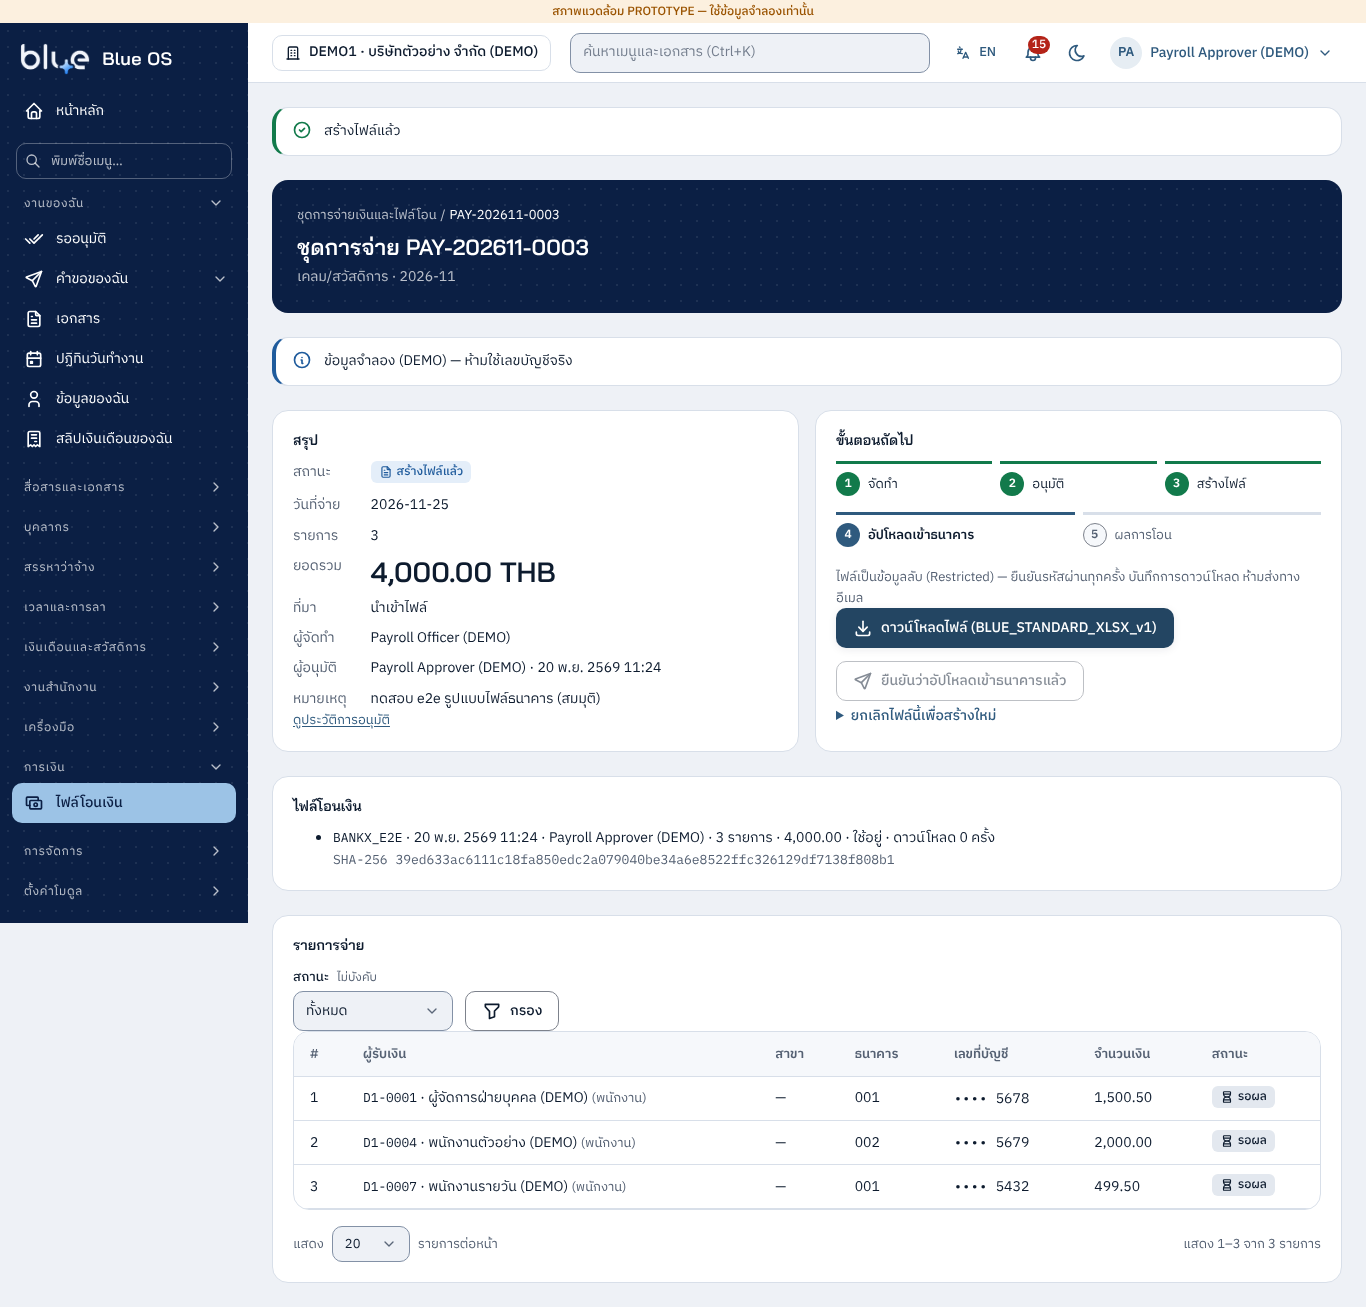 สภาพแวดล้อม PROTOTYPE — ใช้ข้อมูลจำลองเท่านั้น
blue Blue OS
DEMO1 · บริษัทตัวอย่าง จำกัด (DEMO)
ค้นหาเมนูและเอกสาร (Ctrl+K)
EN
15
PA Payroll Approver (DEMO)
หน้าหลัก
พิมพ์ชื่อเมนู...
งานของฉัน
รออนุมัติ
คำขอของฉัน
เอกสาร
ปฏิทินวันทำงาน
ข้อมูลของฉัน
สลิปเงินเดือนของฉัน
สื่อสารและเอกสาร
บุคลากร
สรรหาว่าจ้าง
เวลาและการลา
เงินเดือนและสวัสดิการ
งานสำนักงาน
เครื่องมือ
การเงิน
ไฟล์โอนเงิน
การจัดการ
ตั้งค่าโมดูล
สร้างไฟล์แล้ว
ชุดการจ่ายเงินและไฟล์โอน / PAY-202611-0003
ชุดการจ่าย PAY-202611-0003
เคลม/สวัสดิการ · 2026-11
ข้อมูลจำลอง (DEMO) — ห้ามใช้เลขบัญชีจริง
สรุป
สถานะ สร้างไฟล์แล้ว
วันที่จ่าย 2026-11-25
รายการ 3
ยอดรวม 4,000.00 THB
ที่มา นำเข้าไฟล์
ผู้จัดทำ Payroll Officer (DEMO)
ผู้อนุมัติ Payroll Approver (DEMO) · 20 พ.ย. 2569 11:24
หมายเหตุ ทดสอบ e2e รูปแบบไฟล์ธนาคาร (สมมุติ)
ดูประวัติการอนุมัติ
ขั้นตอนถัดไป
1 จัดทำ
2 อนุมัติ
3 สร้างไฟล์
4 อัปโหลดเข้าธนาคาร
5 ผลการโอน
ไฟล์เป็นข้อมูลลับ (Restricted) — ยืนยันรหัสผ่านทุกครั้ง บันทึกการดาวน์โหลด ห้ามส่งทาง
อีเมล
ดาวน์โหลดไฟล์ (BLUE_STANDARD_XLSX_v1)
ยืนยันว่าอัปโหลดเข้าธนาคารแล้ว
ยกเลิกไฟล์นี้เพื่อสร้างใหม่
ไฟล์โอนเงิน
BANKX_E2E · 20 พ.ย. 2569 11:24 · Payroll Approver (DEMO) · 3 รายการ · 4,000.00 · ใช้อยู่ · ดาวน์โหลด 0 ครั้ง
SHA-256 39ed633ac6111c18fa850edc2a079040be34a6e8522ffc326129df7138f808b1
รายการจ่าย
สถานะ ไม่บังคับ
ทั้งหมด
กรอง
# ผู้รับเงิน สาขา ธนาคาร เลขที่บัญชี จำนวนเงิน สถานะ
1 D1-0001 · ผู้จัดการฝ่ายบุคคล (DEMO) (พนักงาน) — 001 •••• 5678 1,500.50 รอผล
2 D1-0004 · พนักงานตัวอย่าง (DEMO) (พนักงาน) — 002 •••• 5679 2,000.00 รอผล
3 D1-0007 · พนักงานรายวัน (DEMO) (พนักงาน) — 001 •••• 5432 499.50 รอผล
แสดง 20 รายการต่อหน้า
แสดง 1–3 จาก 3 รายการ